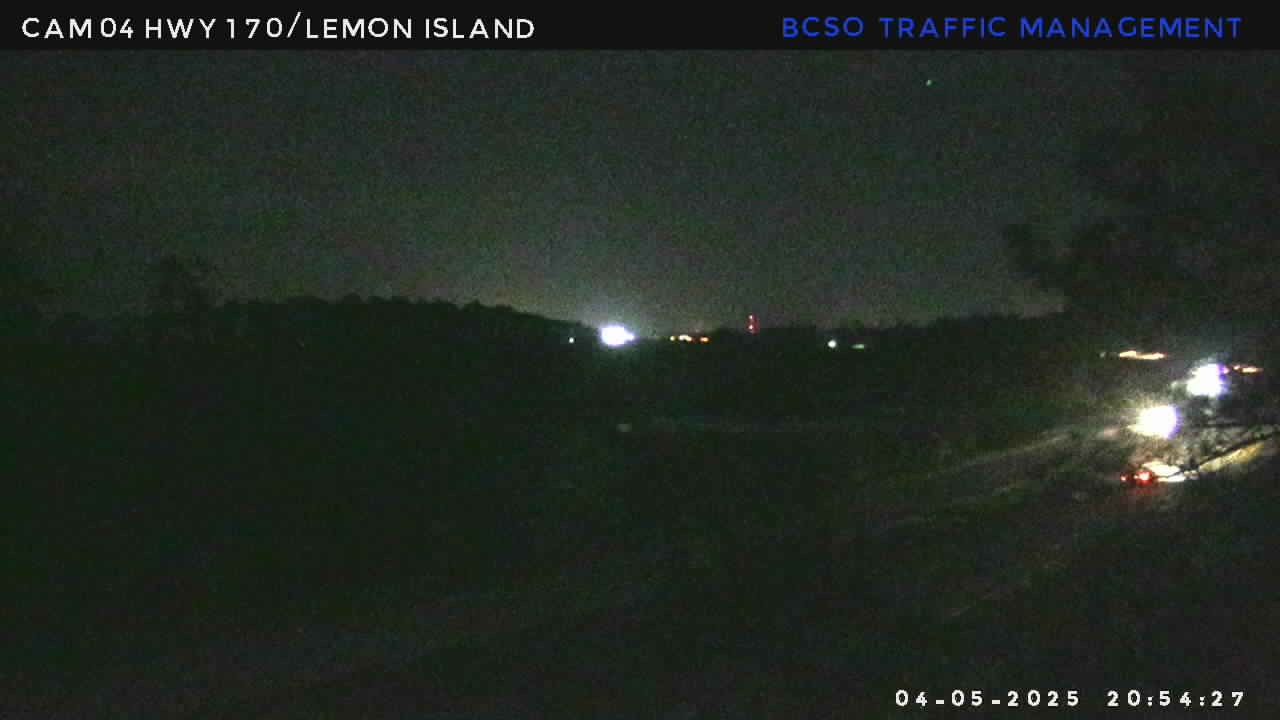 CAM04 HWY 170/LEMON ISLAND
BCSO TRAFFIC MANAGEMENT
04-05-2025 20:54:27